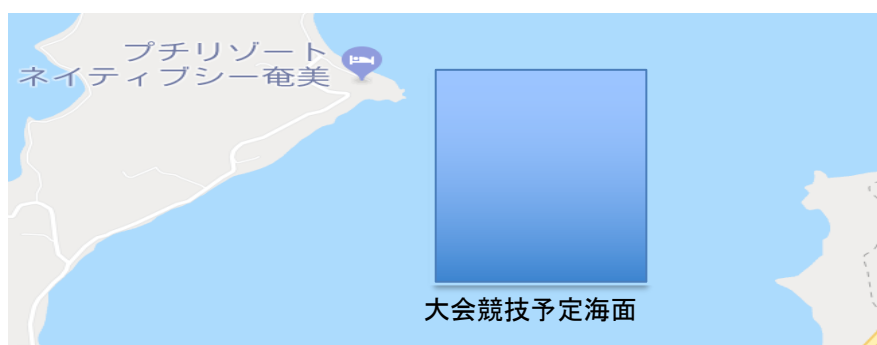 プチリゾート
ネイティブシー奄美
大会競技予定海面